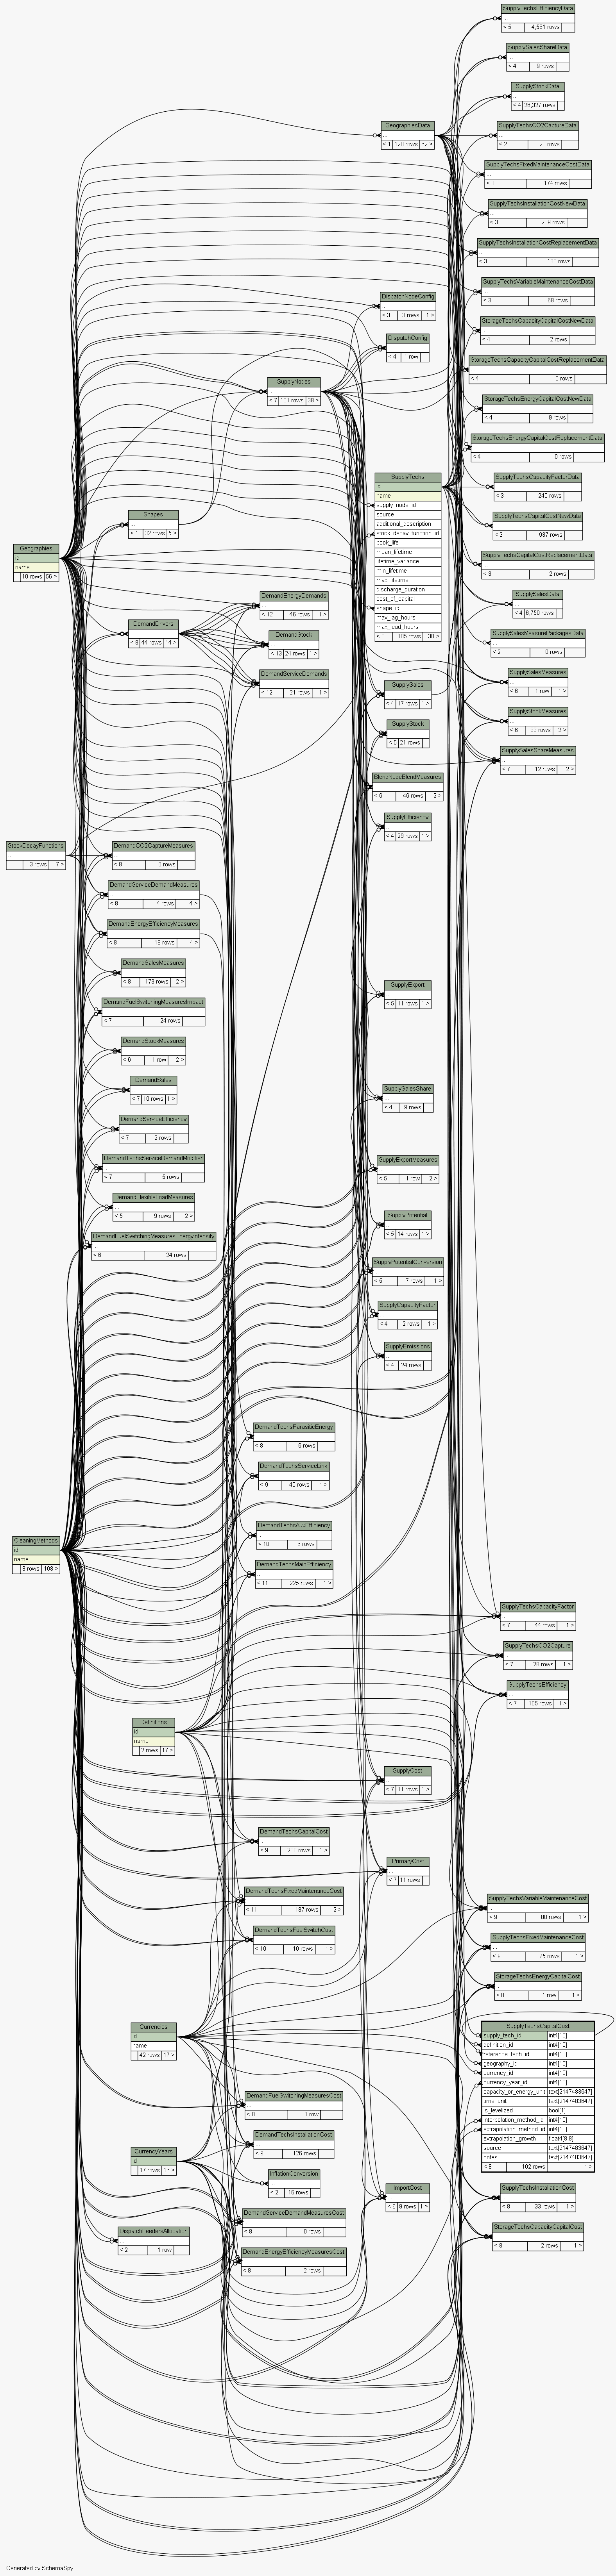 SupplyTechsEfficiencyData
...
< 5 4,561 rows
SupplySalesShareData
...
< 4 9 rows
SupplyStockData
...
< 4 28,327 rows
GeographiesData
...
< 1 128 rows 62 >
SupplyTechsCO2CaptureData
...
< 2 28 rows
SupplyTechsFixedMaintenanceCostData
...
< 3 174 rows
SupplyTechsInstallationCostNewData
...
< 3 209 rows
SupplyTechsInstallationCostReplacementData
...
< 3 180 rows
SupplyTechsVariableMaintenanceCostData
...
< 3 88 rows
DispatchNodeConfig
...
< 3 3 rows 1 >
StorageTechsCapacityCapitalCostNewData
...
< 4 2 rows
DispatchConfig
...
< 4 1 row
StorageTechsCapacityCapitalCostReplacementData
...
< 4 0 rows
SupplyNodes
...
< 7 101 rows 38 >
StorageTechsEnergyCapitalCostNewData
...
< 4 9 rows
StorageTechsEnergyCapitalCostReplacementData
...
< 4 0 rows
SupplyTechs
id
name
supply_node_id
source
additional_description
stock_decay_function_id
book_life
mean_lifetime
lifetime_variance
min_lifetime
max_lifetime
discharge_duration
cost_of_capital
shape_id
max_lag_hours
max_lead_hours
< 3 105 rows 30 >
SupplyTechsCapacityFactorData
...
< 3 240 rows
SupplyTechsCapitalCostNewData
...
< 3 937 rows
SupplyTechsCapitalCostReplacementData
...
< 3 2 rows
Shapes
...
< 10 32 rows 5 >
Geographies
id
name
10 rows 56 >
SupplySalesData
...
< 4 6,750 rows
DemandEnergyDemands
...
< 12 46 rows 1 >
DemandDrivers
...
< 8 44 rows 14 >
DemandStock
...
< 13 24 rows 1 >
SupplySalesMeasurePackagesData
...
< 2 0 rows
DemandServiceDemands
...
< 12 21 rows 1 >
SupplySales
...
< 4 17 rows 1 >
SupplySalesMeasures
...
< 6 1 row 1 >
SupplyStock
...
< 5 21 rows
SupplyStockMeasures
...
< 6 33 rows 2 >
SupplySalesShareMeasures
...
< 7 12 rows 2 >
BlendNodeBlendMeasures
...
< 6 46 rows 2 >
SupplyEfficiency
...
< 4 29 rows 1 >
StockDecayFunctions
...
3 rows 7 >
DemandCO2CaptureMeasures
...
< 8 0 rows
DemandServiceDemandMeasures
...
< 8 4 rows 4 >
DemandEnergyEfficiencyMeasures
...
< 8 18 rows 4 >
DemandSalesMeasures
...
< 8 173 rows 2 >
SupplyExport
...
< 5 11 rows 1 >
DemandFuelSwitchingMeasuresImpact
...
< 7 24 rows
DemandStockMeasures
...
< 6 1 row 2 >
DemandSales
...
< 7 10 rows 1 >
SupplySalesShare
...
< 4 9 rows
DemandServiceEfficiency
...
< 7 2 rows
DemandTechsServiceDemandModifier
...
< 7 5 rows
SupplyExportMeasures
...
< 5 1 row 2 >
DemandFlexibleLoadMeasures
...
< 5 9 rows 2 >
SupplyPotential
...
< 5 14 rows 1 >
DemandFuelSwitchingMeasuresEnergyIntensity
...
< 6 24 rows
SupplyPotentialConversion
...
< 5 7 rows 1 >
SupplyCapacityFactor
...
< 4 2 rows 1 >
SupplyEmissions
...
< 4 24 rows
DemandTechsParasiticEnergy
...
< 8 6 rows
DemandTechsServiceLink
...
< 9 40 rows 1 >
DemandTechsAuxEfficiency
...
< 10 6 rows
CleaningMethods
id
name
8 rows 108 >
DemandTechsMainEfficiency
...
< 11 225 rows 1 >
SupplyTechsCapacityFactor
...
< 7 44 rows 1 >
SupplyTechsCO2Capture
...
< 7 28 rows 1 >
SupplyTechsEfficiency
...
< 7 105 rows 1 >
Definitions
id
name
2 rows 17 >
SupplyCost
...
< 7 11 rows 1 >
DemandTechsCapitalCost
...
< 9 230 rows 1 >
PrimaryCost
...
< 7 11 rows
DemandTechsFixedMaintenanceCost
...
< 11 187 rows 2 >
SupplyTechsVariableMaintenanceCost
...
< 9 80 rows 1 >
DemandTechsFuelSwitchCost
...
< 10 10 rows 1 >
SupplyTechsFixedMaintenanceCost
...
< 8 75 rows 1 >
StorageTechsEnergyCapitalCost
...
< 8 1 row 1 >
Currencies
id
name
42 rows 17 >
SupplyTechsCapitalCost
supply_tech_id int4[10]
definition_id int4[10]
reference_tech_id int4[10]
geography_id int4[10]
currency_id int4[10]
currency_year_id int4[10]
capacity_or_energy_unit text[2147483647]
time_unit text[2147483647]
is_levelized bool[1]
interpolation_method_id int4[10]
extrapolation_method_id int4[10]
extrapolation_growth float4[8,8]
source text[2147483647]
notes text[2147483647]
< 8 102 rows 1 >
DemandFuelSwitchingMeasuresCost
...
< 8 1 row
DemandTechsInstallationCost
...
< 9 126 rows
CurrencyYears
id
17 rows 16 >
InflationConversion
...
< 2 16 rows
ImportCost
...
< 6 9 rows 1 >
SupplyTechsInstallationCost
...
< 8 33 rows 1 >
DemandServiceDemandMeasuresCost
...
< 8 0 rows
DispatchFeedersAllocation
...
< 2 1 row
StorageTechsCapacityCapitalCost
...
< 8 2 rows 1 >
DemandEnergyEfficiencyMeasuresCost
...
< 8 2 rows
Generated by SchemaSpy